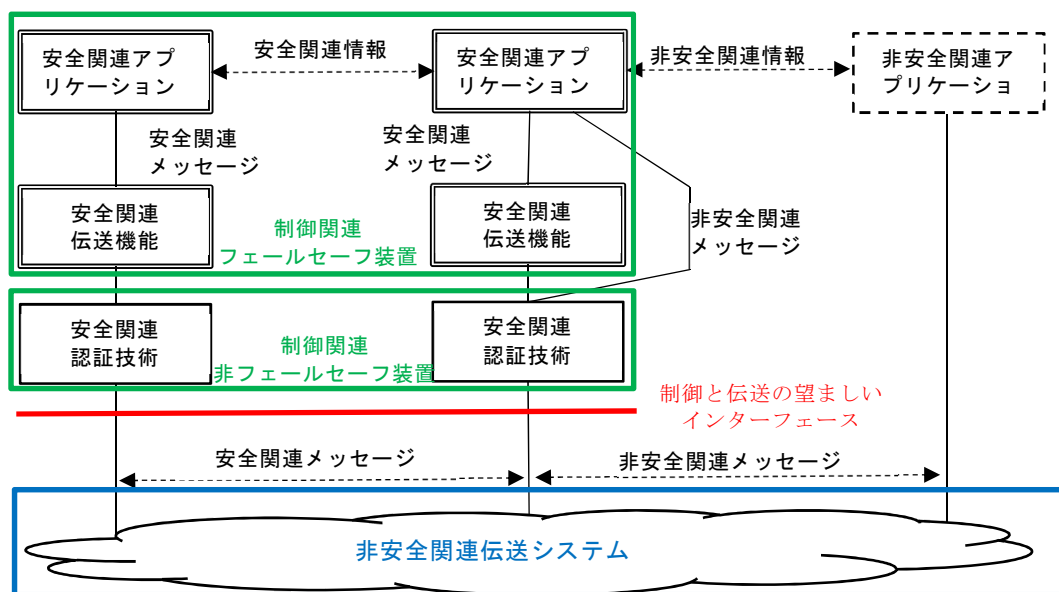 安全関連アプ
リケーション
安全関連情報
安全関連アプ
リケーション
非安全関連情報
非安全関連ア
プリケーショ
安全関連
メッセージ
安全関連
メッセージ
安全関連
伝送機能
制御関連
フェールセーフ装置
安全関連
伝送機能
非安全関連
メッセージ
安全関連
認証技術
制御関連
非フェールセーフ装置
安全関連
認証技術
制御と伝送の望ましい
インターフェース
安全関連メッセージ
非安全関連メッセージ
非安全関連伝送システム